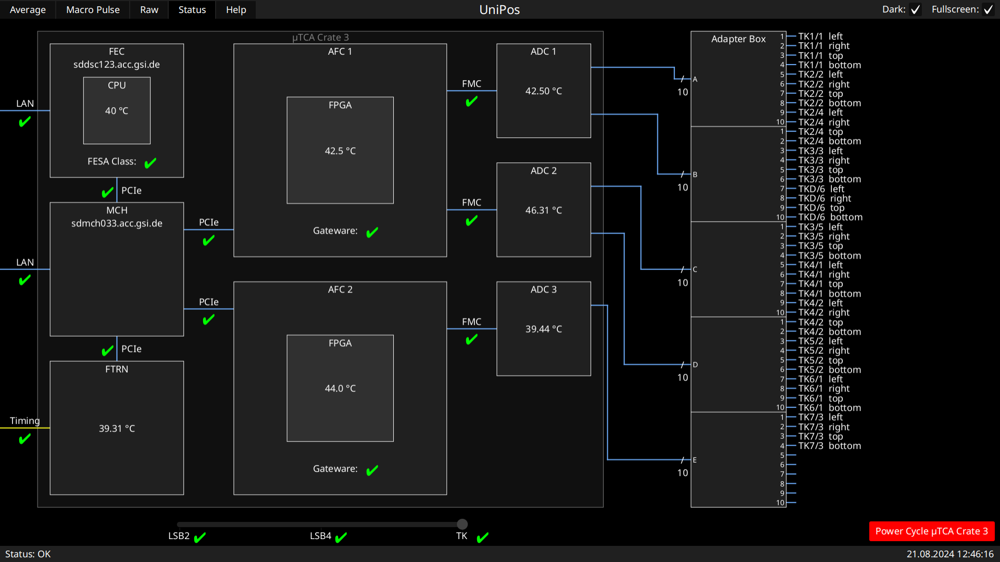 Average Macro Pulse Raw Status Help
UniPos
Dark: Fullscreen:
µTCA Crate 3
FEC
sddsc123.acc.gsi.de
CPU
40 °C
FESA Class:
LAN
PCIe
MCH
sdmch033.acc.gsi.de
LAN
PCIe
PCIe
PCIe
FTRN
39.31 °C
Timing
AFC 1
FPGA
42.5 °C
Gateware:
AFC 2
FPGA
44.0 °C
Gateware:
FMC
FMC
FMC
ADC 1
42.50 °C
ADC 2
46.31 °C
ADC 3
39.44 °C
Adapter Box
A
10
B
10
C
10
D
10
E
10
1 TK1/1 left
2 TK1/1 right
3 TK1/1 top
4 TK1/1 bottom
5 TK2/2 left
6 TK2/2 right
7 TK2/2 top
8 TK2/2 bottom
9 TK2/4 left
10 TK2/4 right
1 TK2/4 top
2 TK2/4 bottom
3 TK3/3 left
4 TK3/3 right
5 TK3/3 top
6 TK3/3 bottom
7 TKD/6 left
8 TKD/6 right
9 TKD/6 top
10 TKD/6 bottom
1 TK3/5 left
2 TK3/5 right
3 TK3/5 top
4 TK3/5 bottom
5 TK4/1 left
6 TK4/1 right
7 TK4/1 top
8 TK4/1 bottom
9 TK4/2 left
10 TK4/2 right
1 TK4/2 top
2 TK4/2 bottom
3 TK5/2 left
4 TK5/2 right
5 TK5/2 top
6 TK5/2 bottom
7 TK6/1 left
8 TK6/1 right
9 TK6/1 top
10 TK6/1 bottom
1 TK7/3 left
2 TK7/3 right
3 TK7/3 top
4 TK7/3 bottom
5
6
7
8
9
10
LSB2 LSB4 TK
Power Cycle µTCA Crate 3
Status: OK
21.08.2024 12:46:16